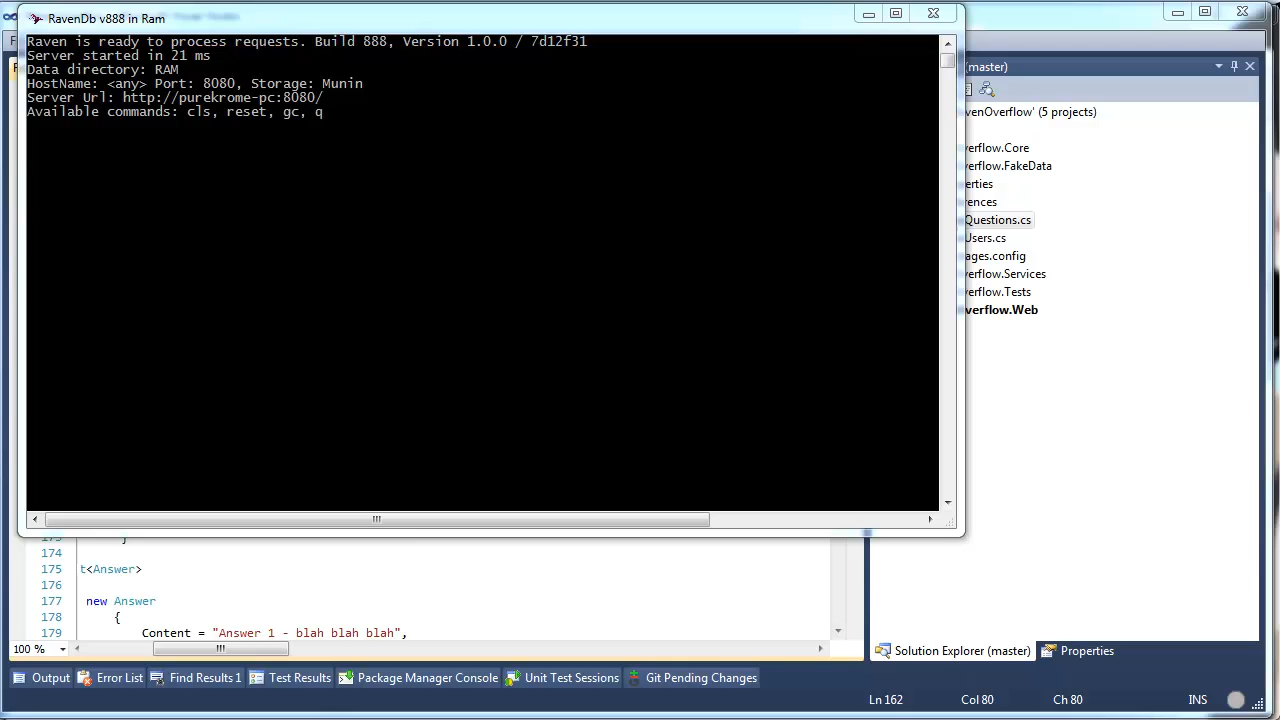 RavenDb v888 in Ram
Raven is ready to process requests. Build 888, Version 1.0.0 / 7d12f31
Server started in 21 ms
Data directory: RAM
HostName: <any> Port: 8080, Storage: Munin
Server Url: http://purekrome-pc:8080/
Available commands: cls, reset, gc, q
(master)
venOverflow' (5 projects)
verflow.Core
verflow.FakeData
erties
ences
Questions.cs
Users.cs
ages.config
verflow.Services
verflow.Tests
verflow.Web
174
175 t<Answer>
176
177 new Answer
178 {
179 Content = "Answer 1 - blah blah blah",
100 %
Solution Explorer (master) Properties
Output Error List Find Results 1 Test Results Package Manager Console Unit Test Sessions Git Pending Changes
Ln 162 Col 80 Ch 80 INS